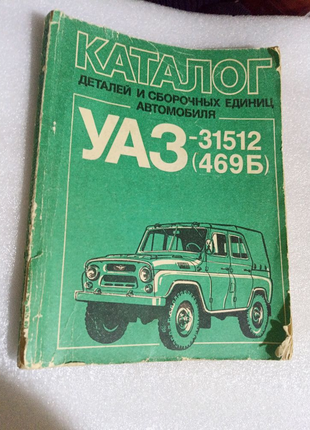 КАТАЛОГ
ДЕТАЛЕЙ И СБОРОЧНЫХ ЕДИНИЦ
АВТОМОБИЛЯ
УАЗ-31512
(469Б)